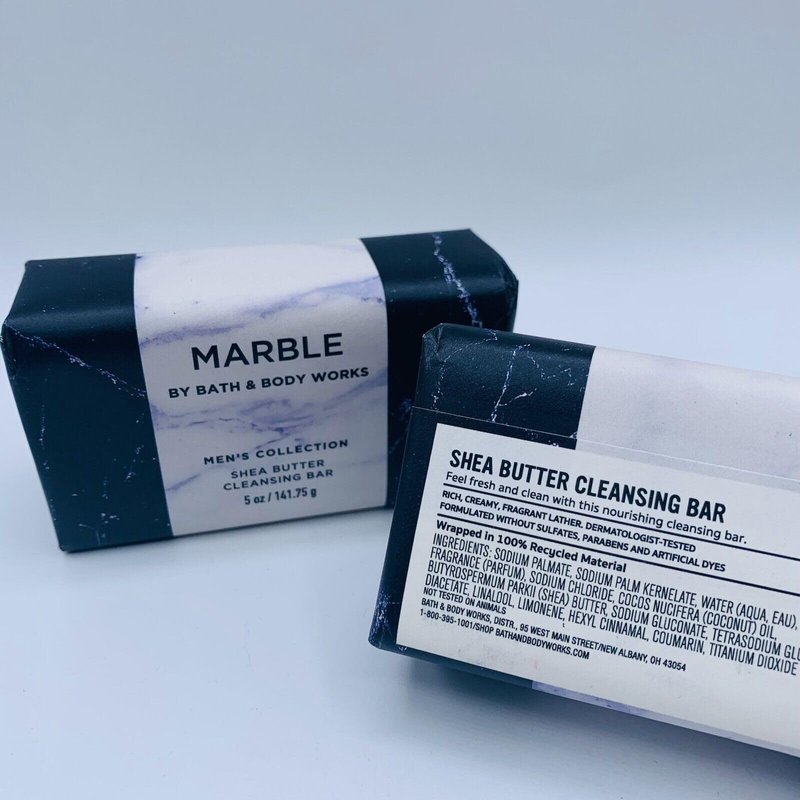 MARBLE
BY BATH & BODY WORKS
MEN'S COLLECTION
SHEA BUTTER
CLEANSING BAR
5 oz / 141.75 g
SHEA BUTTER CLEANSING BAR
Feel fresh and clean with this nourishing cleansing bar.
RICH, CREAMY, FRAGRANT LATHER. DERMATOLOGIST-TESTED
FORMULATED WITHOUT SULFATES, PARABENS AND ARTIFICIAL DYES
Wrapped in 100% Recycled Material
INGREDIENTS: SODIUM PALMATE, SODIUM PALM KERNELATE, WATER (AQUA, EAU),
FRAGRANCE (PARFUM), SODIUM CHLORIDE, COCOS NUCIFERA (COCONUT) OIL,
BUTYROSPERMUM PARKII (SHEA) BUTTER, SODIUM GLUCONATE, TETRASODIUM GLU
DIACETATE, LINALOOL, LIMONENE, HEXYL CINNAMAL, COUMARIN, TITANIUM DIOXIDE
NOT TESTED ON ANIMALS
BATH & BODY WORKS, DISTR., 95 WEST MAIN STREET/NEW ALBANY, OH 43054
1-800-395-1001/SHOP BATHANDBODYWORKS.COM